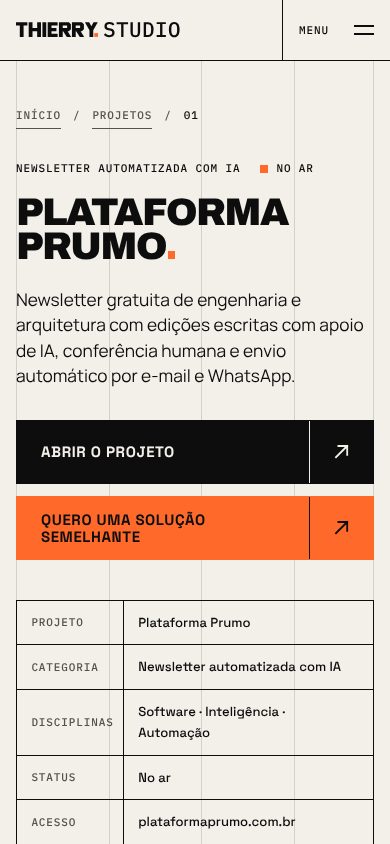 THIERRY.STUDIO
MENU
INÍCIO / PROJETOS / 01
NEWSLETTER AUTOMATIZADA COM IA NO AR
PLATAFORMA
PRUMO.
Newsletter gratuita de engenharia e
arquitetura com edições escritas com apoio
de IA, conferência humana e envio
automático por e-mail e WhatsApp.
ABRIR O PROJETO
QUERO UMA SOLUÇÃO
SEMELHANTE
PROJETO Plataforma Prumo
CATEGORIA Newsletter automatizada com IA
DISCIPLINAS Software · Inteligência ·
Automação
STATUS No ar
ACESSO plataformaprumo.com.br